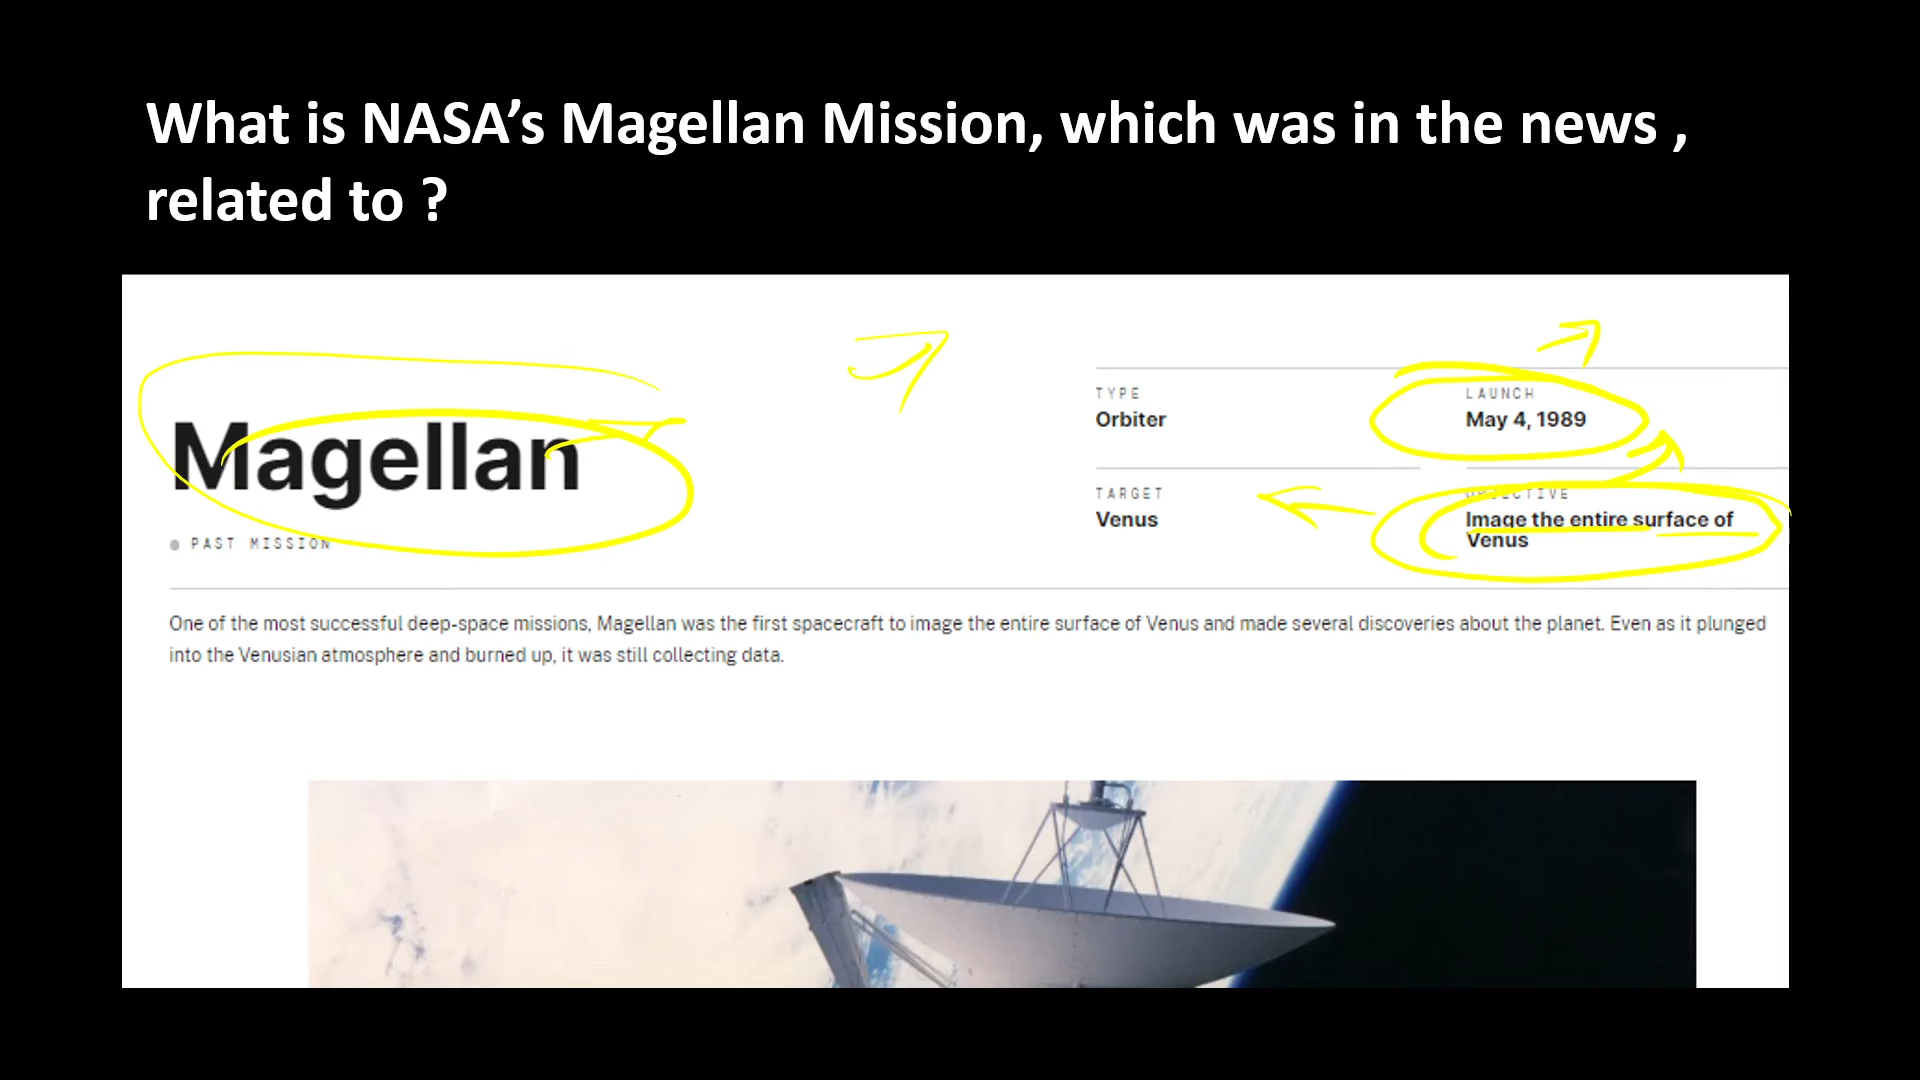 What is NASA’s Magellan Mission, which was in the news ,
related to ?
Magellan
PAST MISSION
TYPE
Orbiter
LAUNCH
May 4, 1989
TARGET
Venus
OBJECTIVE
Image the entire surface of
Venus
One of the most successful deep-space missions, Magellan was the first spacecraft to image the entire surface of Venus and made several discoveries about the planet. Even as it plunged
into the Venusian atmosphere and burned up, it was still collecting data.